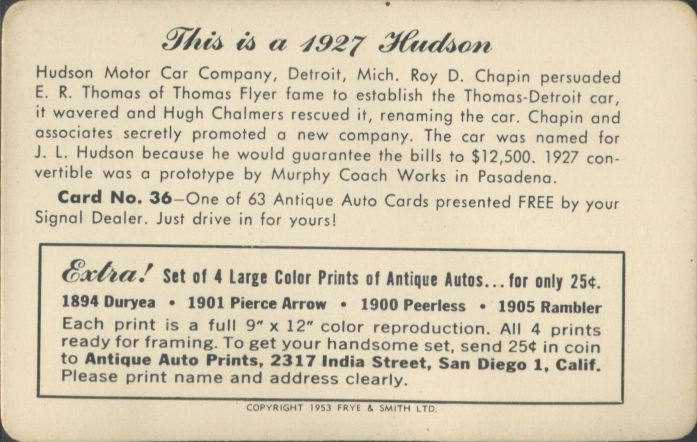 This is a 1927 Hudson
Hudson Motor Car Company, Detroit, Mich. Roy D. Chapin persuaded
E. R. Thomas of Thomas Flyer fame to establish the Thomas-Detroit car,
it wavered and Hugh Chalmers rescued it, renaming the car. Chapin and
associates secretly promoted a new company. The car was named for
J. L. Hudson because he would guarantee the bills to $12,500. 1927 con-
vertible was a prototype by Murphy Coach Works in Pasadena.
Card No. 36—One of 63 Antique Auto Cards presented FREE by your
Signal Dealer. Just drive in for yours!
Extra! Set of 4 Large Color Prints of Antique Autos...for only 25¢.
1894 Duryea • 1901 Pierce Arrow • 1900 Peerless • 1905 Rambler
Each print is a full 9" x 12" color reproduction. All 4 prints
ready for framing. To get your handsome set, send 25¢ in coin
to Antique Auto Prints, 2317 India Street, San Diego 1, Calif.
Please print name and address clearly.
COPYRIGHT 1953 FRYE & SMITH LTD.